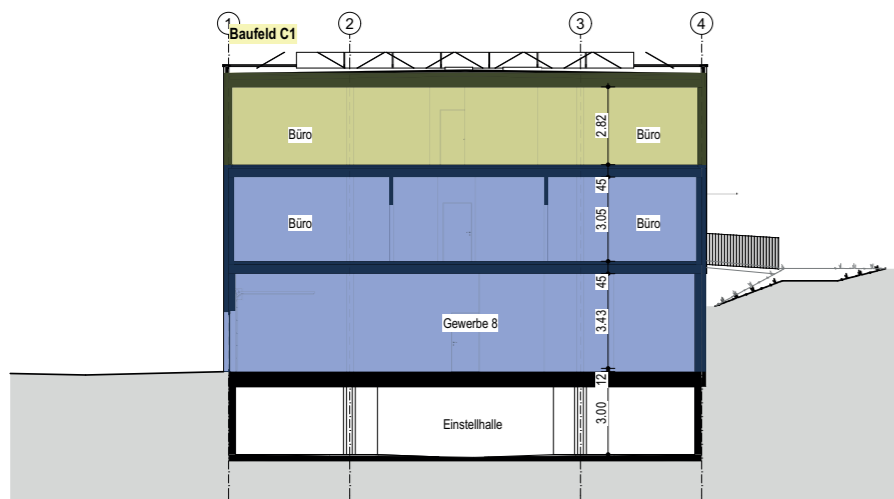 1 2 3 4
Baufeld C1
2.82
Büro Büro
45
3.05
Büro Büro
45
Gewerbe 8
3.43
12
3.00
Einstellhalle